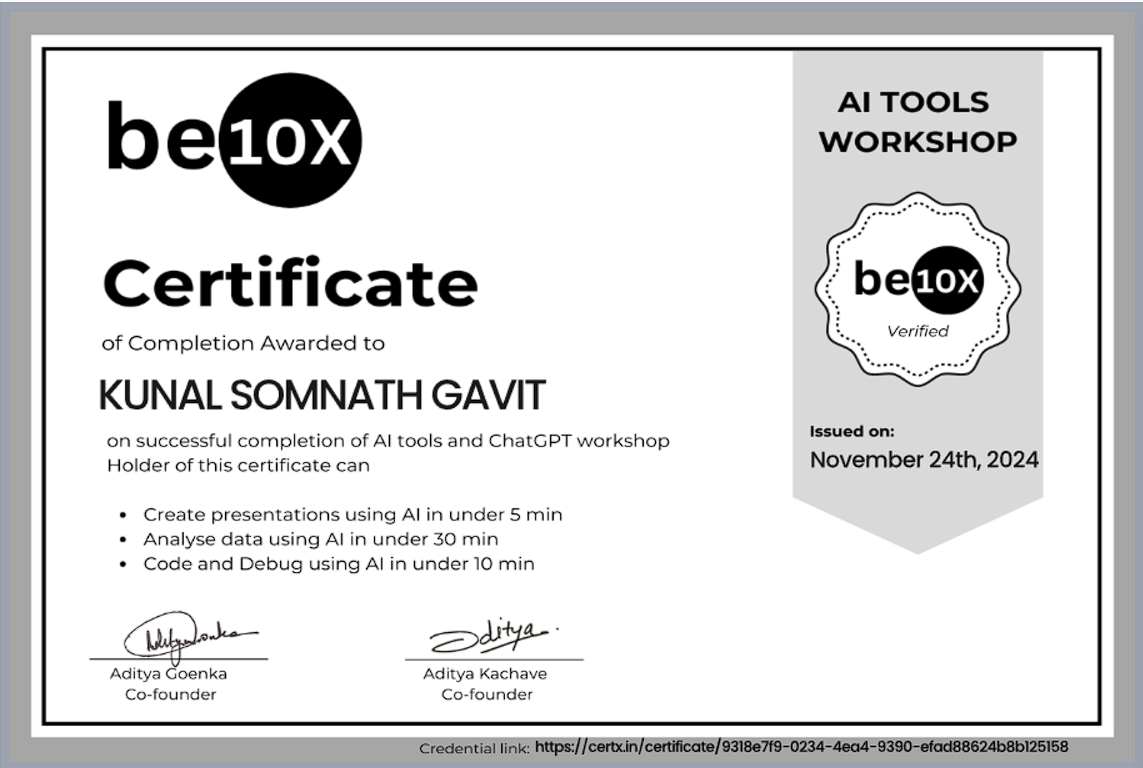 be10X
Certificate
of Completion Awarded to
KUNAL SOMNATH GAVIT
on successful completion of AI tools and ChatGPT workshop
Holder of this certificate can
• Create presentations using AI in under 5 min
• Analyse data using AI in under 30 min
• Code and Debug using AI in under 10 min
Aditya Goenka
Co-founder
Aditya Kachave
Co-founder
AI TOOLS
WORKSHOP
be10X
Verified
Issued on:
November 24th, 2024
Credential link: https://certx.in/certificate/9318e7f9-0234-4ea4-9390-efad88624b8b125158